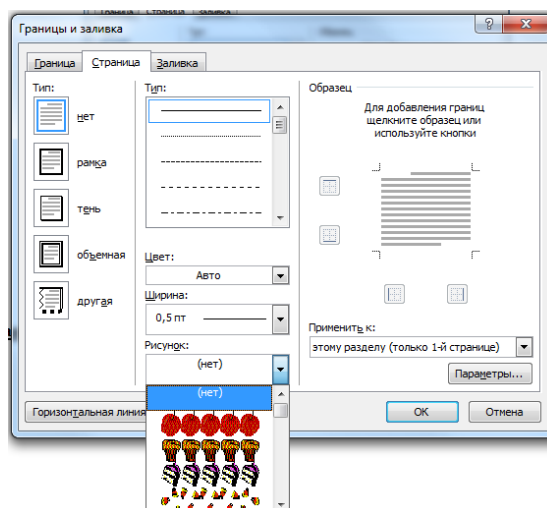 Границы и заливка
Граница
Страница
Заливка
Тип:
нет
рамка
тень
объемная
другая
Тип:
Цвет:
Авто
Ширина:
0,5 пт
Рисунок:
(нет)
(нет)
Образец
Для добавления границ
щелкните образец или
используйте кнопки
Применить к:
этому разделу (только 1-й странице)
Параметры...
Горизонтальная линия
ОК
Отмена